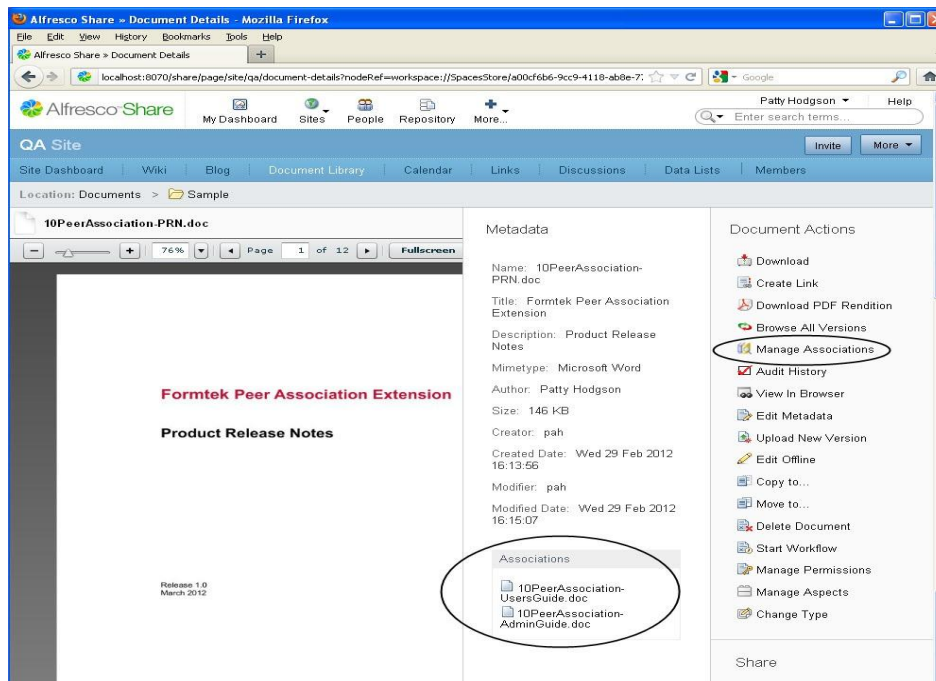 Alfresco Share » Document Details - Mozilla Firefox
File Edit View History Bookmarks Tools Help
Alfresco Share » Document Details +
localhost:8070/share/page/site/qa/document-details?nodeRef=workspace://SpacesStore/a00cf6b6-9cc9-4118-ab8e-7 Google
Alfresco Share My Dashboard Sites People Repository More... Patty Hodgson Help
Enter search terms...
QA Site Invite More
Site Dashboard Wiki Blog Document Library Calendar Links Discussions Data Lists Members
Location: Documents > Sample
10PeerAssociation-PRN.doc
- + 76% Page 1 of 12 Fullscreen
Formtek Peer Association Extension
Product Release Notes
Release 1.0
March 2012
Metadata
Name: 10PeerAssociation-
PRN.doc
Title: Formtek Peer Association
Extension
Description: Product Release
Notes
Mimetype: Microsoft Word
Author: Patty Hodgson
Size: 146 KB
Creator: pah
Created Date: Wed 29 Feb 2012
16:13:56
Modifier: pah
Modified Date: Wed 29 Feb 2012
16:15:07
Associations
10PeerAssociation-
UsersGuide.doc
10PeerAssociation-
AdminGuide.doc
Document Actions
Download
Create Link
Download PDF Rendition
Browse All Versions
Manage Associations
Audit History
View In Browser
Edit Metadata
Upload New Version
Edit Offline
Copy to...
Move to...
Delete Document
Start Workflow
Manage Permissions
Manage Aspects
Change Type
Share